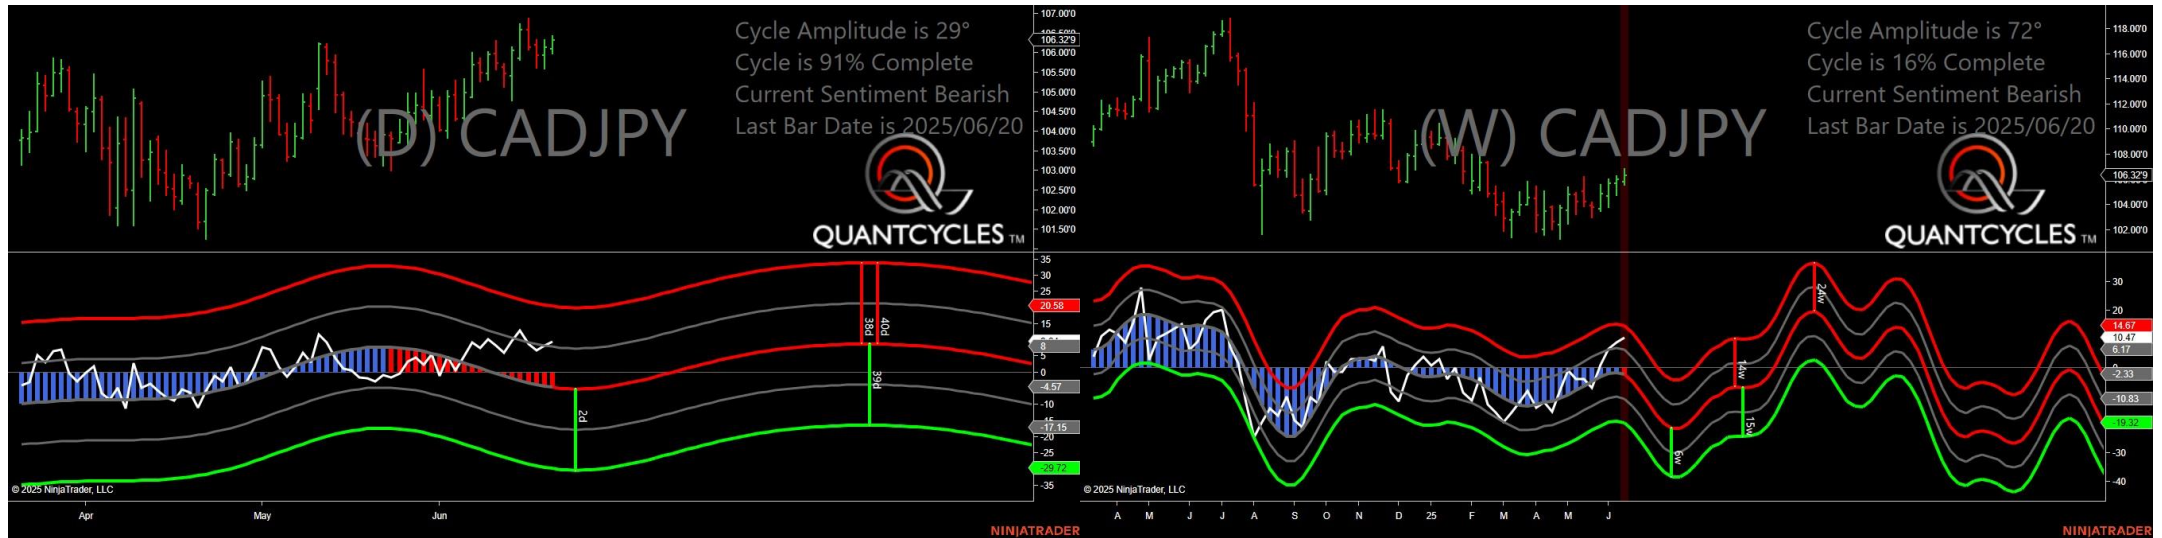 Cycle Amplitude is 29°
Cycle is 91% Complete
Current Sentiment Bearish
Last Bar Date is 2025/06/20
(D) CADJPY
QUANTCYCLES TM
107.00'0
106.32'9
106.00'0
105.50'0
105.00'0
104.50'0
104.00'0
103.50'0
103.00'0
102.50'0
102.00'0
101.50'0
35
30
25
20.58
15
8
5
0
-4.57
-10
-17.15
-20
-25
-29.72
-35
38d
40d
39d
2d
© 2025 NinjaTrader, LLC
Apr
May
Jun
NINJATRADER
Cycle Amplitude is 72°
Cycle is 16% Complete
Current Sentiment Bearish
Last Bar Date is 2025/06/20
(W) CADJPY
QUANTCYCLES TM
118.00'0
116.00'0
114.00'0
112.00'0
110.00'0
108.00'0
106.32'9
104.00'0
102.00'0
30
20
14.67
10.47
6.17
-2.33
-10.83
-19.32
-30
-40
24w
14w
15w
6w
© 2025 NinjaTrader, LLC
A M J J A S O N D 25 F M A M J
NINJATRADER